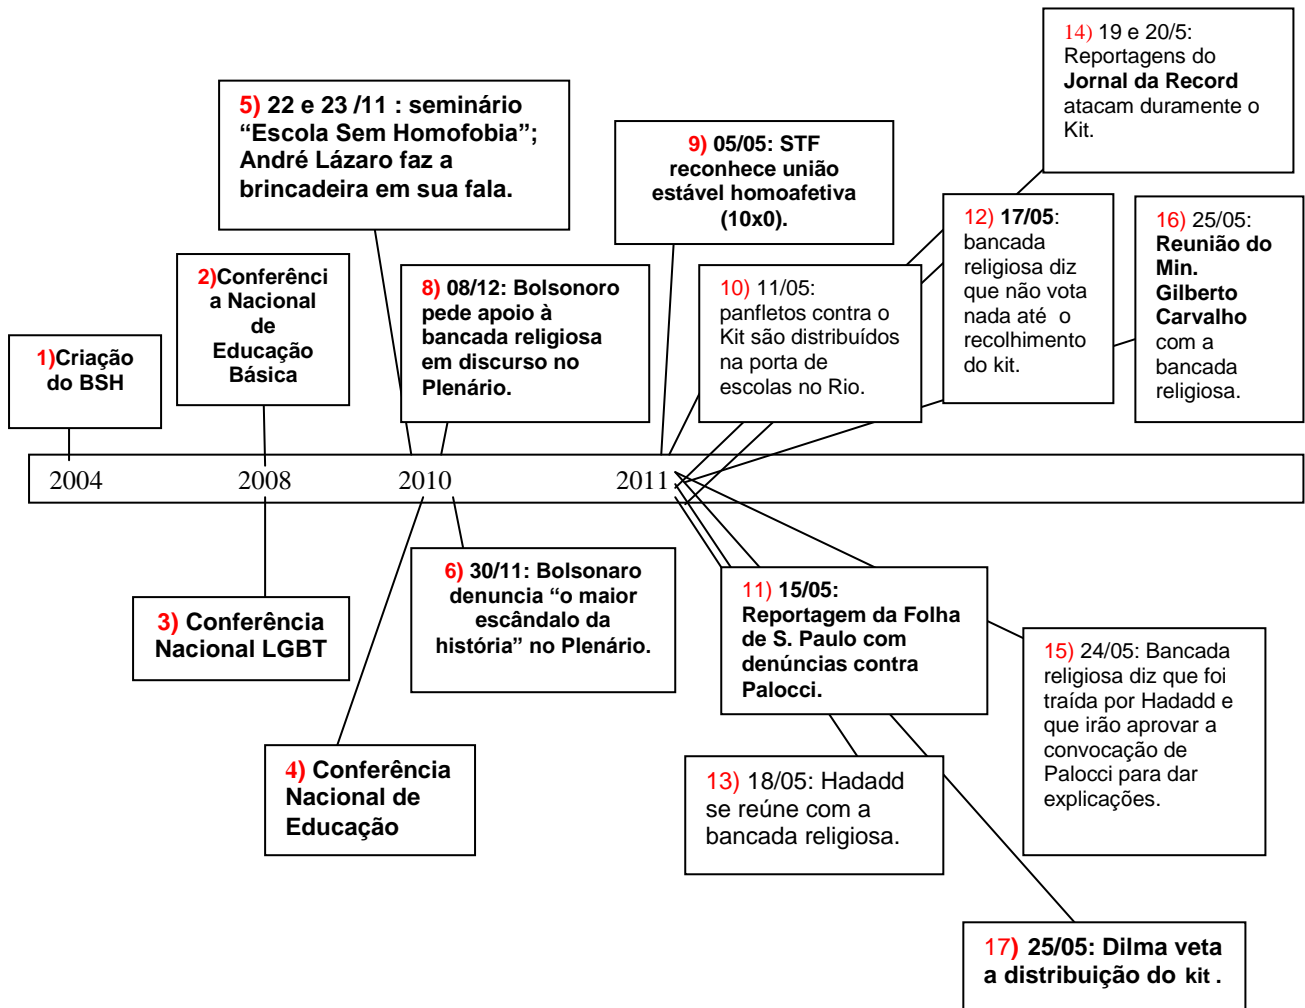 14) 19 e 20/5:
Reportagens do
Jornal da Record
atacam duramente o
Kit.
5) 22 e 23 /11 : seminário
“Escola Sem Homofobia”;
André Lázaro faz a
brincadeira em sua fala.
9) 05/05: STF
reconhece união
estável homoafetiva
(10x0).
12) 17/05:
bancada
religiosa diz
que não vota
nada até o
recolhimento
do kit.
16) 25/05:
Reunião do
Min.
Gilberto
Carvalho
com a
bancada
religiosa.
2)Conferênci
a Nacional
de
Educação
Básica
8) 08/12: Bolsonoro
pede apoio à
bancada religiosa
em discurso no
Plenário.
10) 11/05:
panfletos contra o
Kit são distribuídos
na porta de
escolas no Rio.
1)Criação
do BSH
2004 2008 2010 2011
6) 30/11: Bolsonaro
denuncia “o maior
escândalo da
história” no Plenário.
11) 15/05:
Reportagem da Folha
de S. Paulo com
denúncias contra
Palocci.
3) Conferência
Nacional LGBT
15) 24/05: Bancada
religiosa diz que foi
traída por Hadadd e
que irão aprovar a
convocação de
Palocci para dar
explicações.
4) Conferência
Nacional de
Educação
13) 18/05: Hadadd
se reúne com a
bancada religiosa.
17) 25/05: Dilma veta
a distribuição do kit .